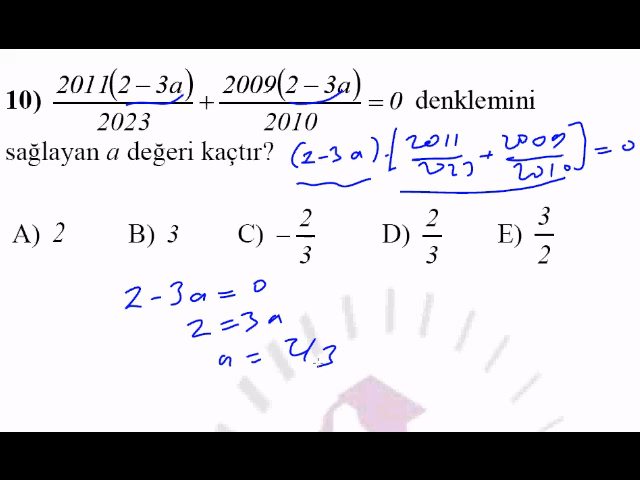 10) 2011(2 − 3a)/2023 + 2009(2 − 3a)/2010 = 0 denklemini
sağlayan a değeri kaçtır? (2-3a)·[2011/2023 + 2009/2010] = 0
A) 2 B) 3 C) −2/3 D) 2/3 E) 3/2
2-3a = 0
2 = 3a
a = 2/3